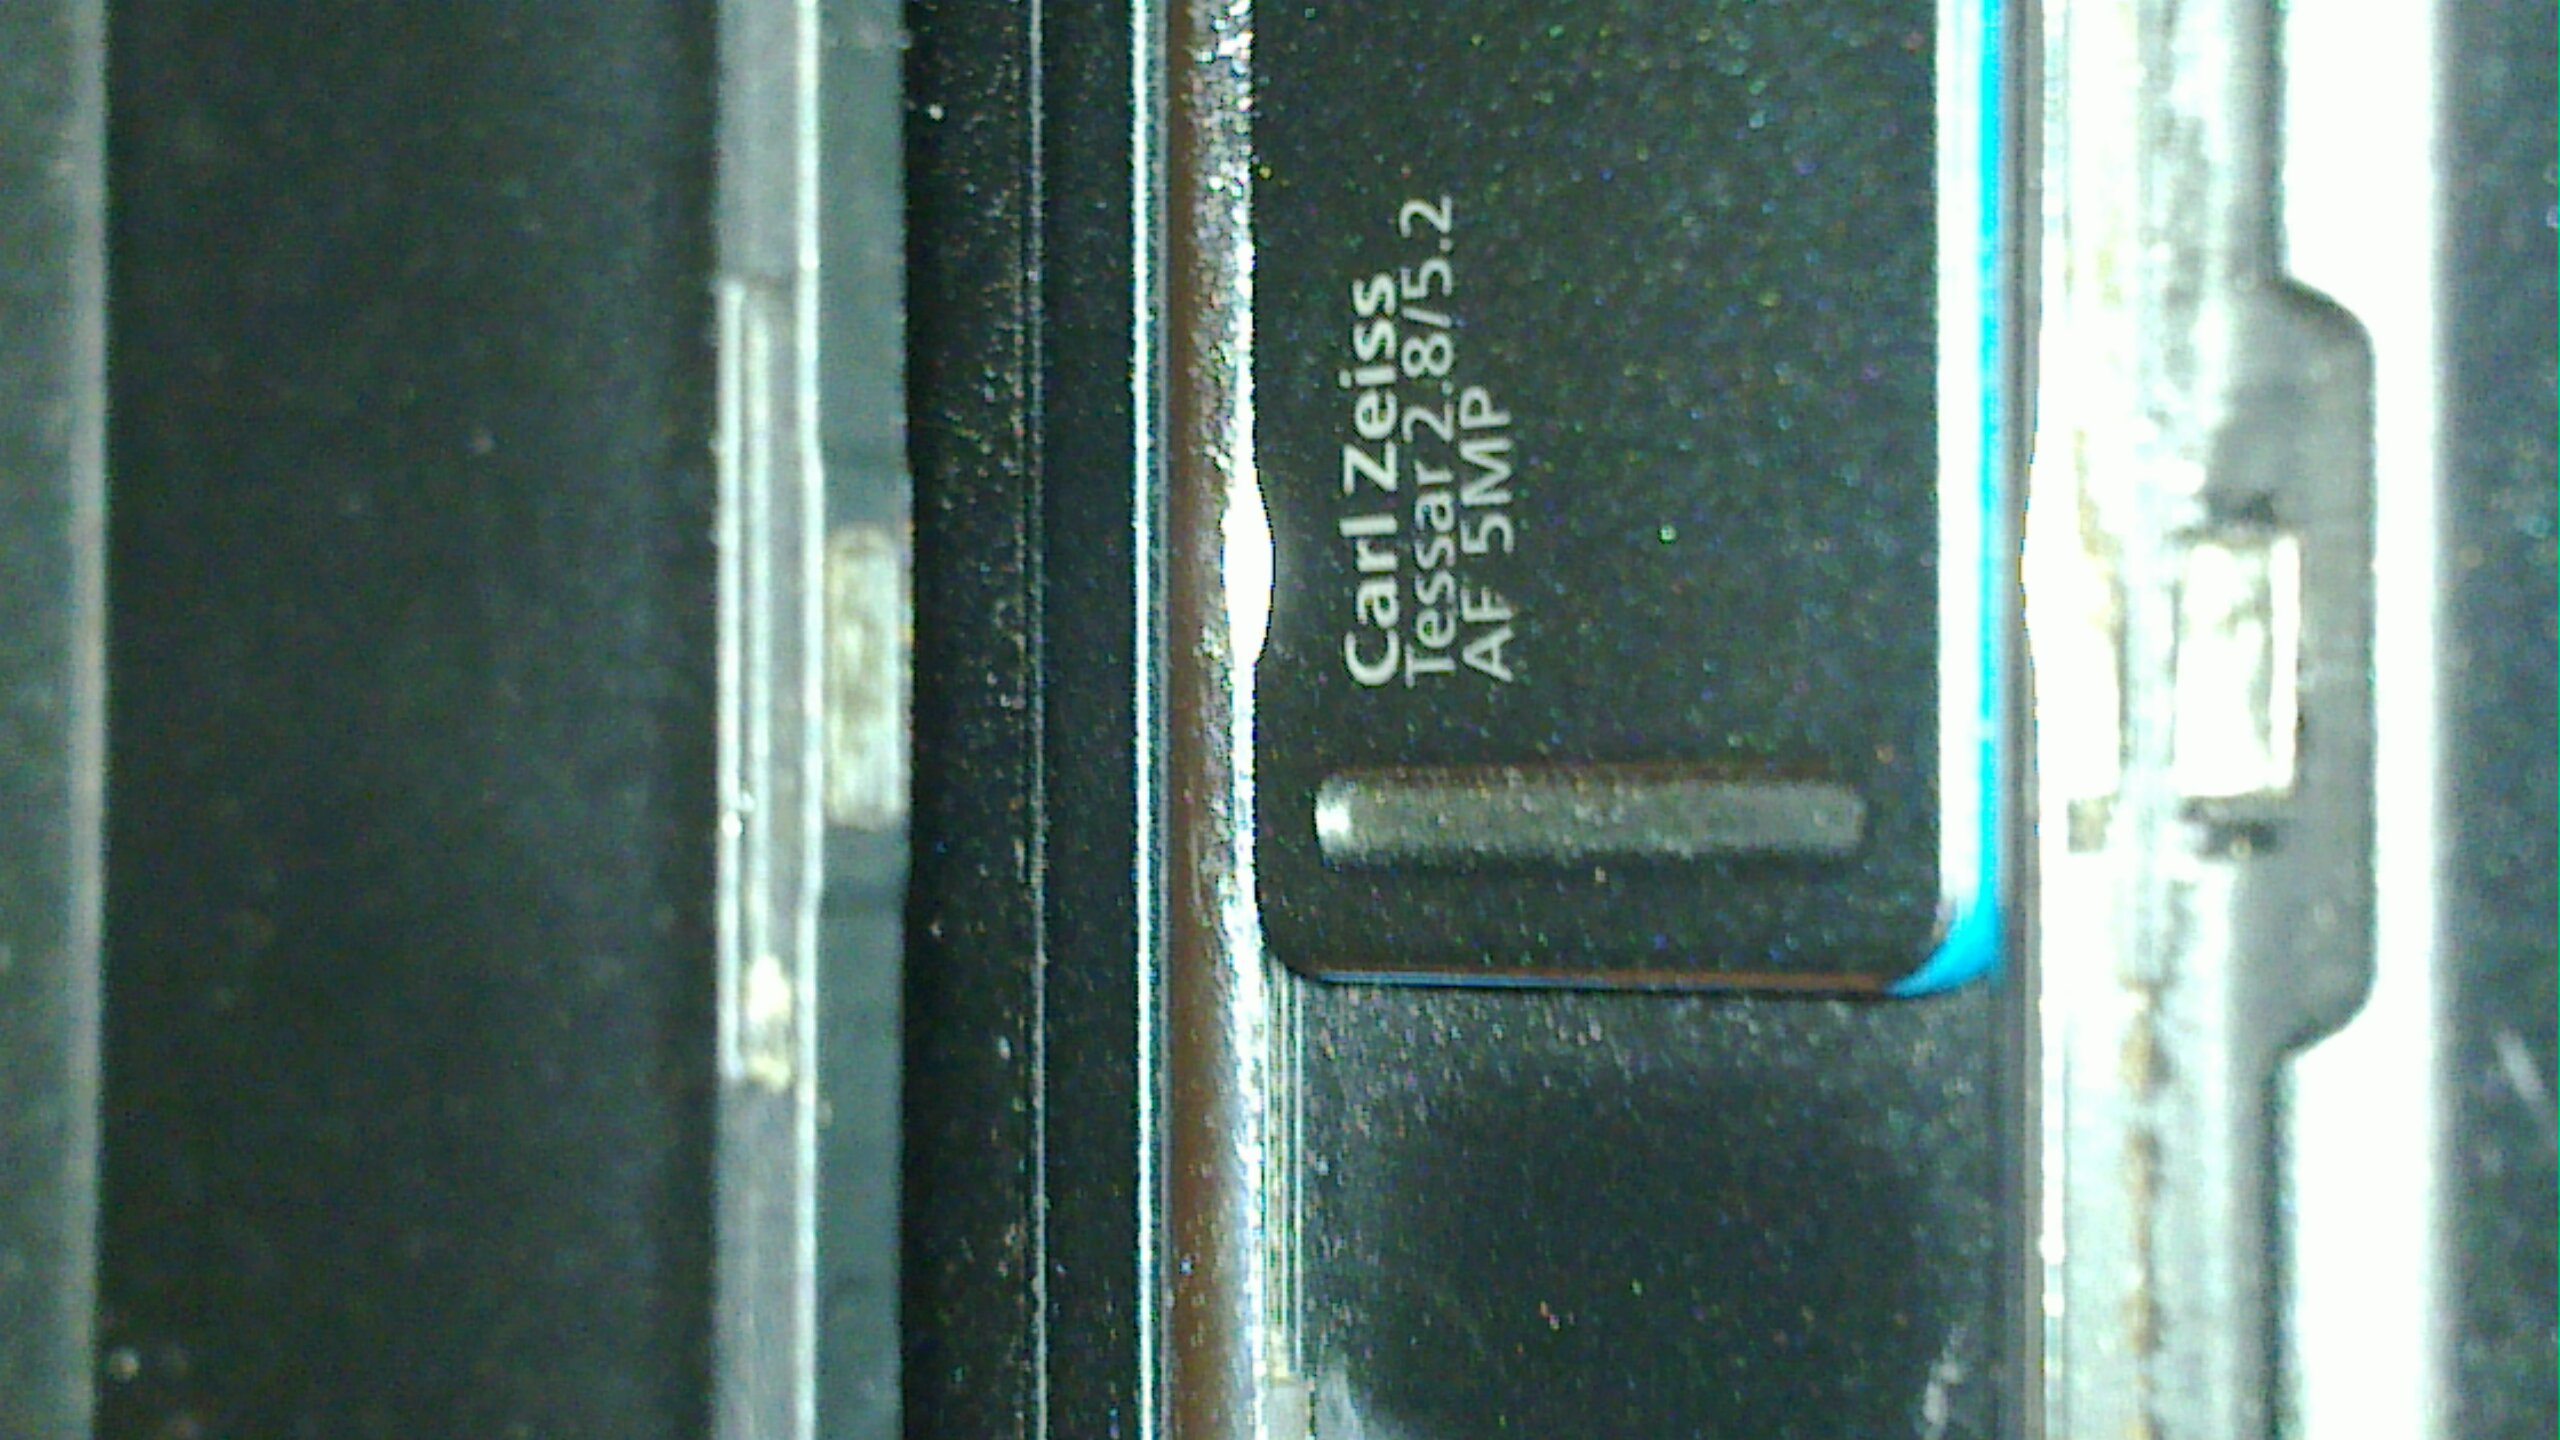 Carl Zeiss
Tessar 2.8/5.2
AF 5MP